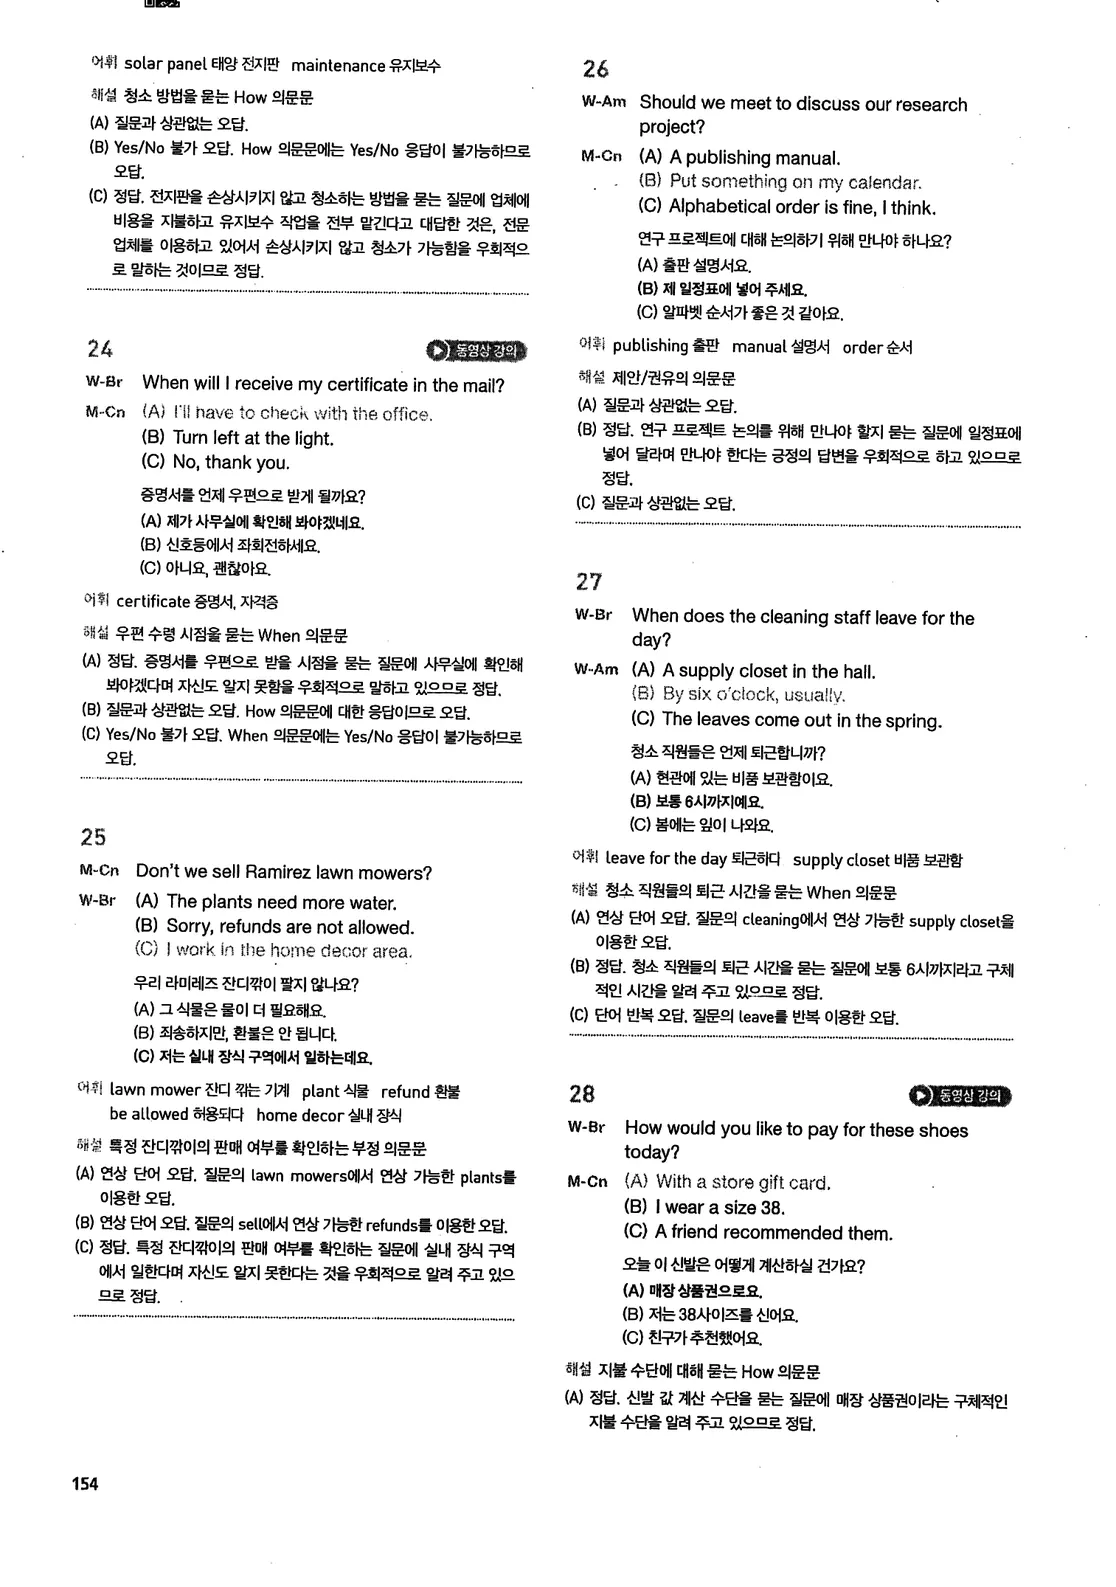 어휘 solar panel 태양 전지판 maintenance 유지보수
해설 청소 방법을 묻는 How 의문문
(A) 질문과 상관없는 오답.
(B) Yes/No 불가 오답. How 의문문에는 Yes/No 응답이 불가능하므로
오답.
(C) 정답. 전지판을 손상시키지 않고 청소하는 방법을 묻는 질문에 업체에
비용을 지불하고 유지보수 작업을 전부 맡긴다고 대답한 것은, 전문
업체를 이용하고 있어서 손상시키지 않고 청소가 가능함을 우회적으
로 말하는 것이므로 정답.
24
동영상 강의
W-Br When will I receive my certificate in the mail?
M-Cn (A) I'll have to check with the office.
(B) Turn left at the light.
(C) No, thank you.
증명서를 언제 우편으로 받게 될까요?
(A) 제가 사무실에 확인해 봐야겠네요.
(B) 신호등에서 좌회전하세요.
(C) 아니요, 괜찮아요.
어휘 certificate 증명서, 자격증
해설 우편 수령 시점을 묻는 When 의문문
(A) 정답. 증명서를 우편으로 받을 시점을 묻는 질문에 사무실에 확인해
봐야겠다며 자신도 알지 못함을 우회적으로 말하고 있으므로 정답.
(B) 질문과 상관없는 오답. How 의문문에 대한 응답이므로 오답.
(C) Yes/No 불가 오답. When 의문문에는 Yes/No 응답이 불가능하므로
오답.
25
M-Cn Don't we sell Ramirez lawn mowers?
W-Br (A) The plants need more water.
(B) Sorry, refunds are not allowed.
(C) I work in the home decor area.
우리 라미레즈 잔디깎이 팔지 않나요?
(A) 그 식물은 물이 더 필요해요.
(B) 죄송하지만, 환불은 안 됩니다.
(C) 저는 실내 장식 구역에서 일하는데요.
어휘 lawn mower 잔디 깎는 기계 plant 식물 refund 환불
be allowed 허용되다 home decor 실내 장식
해설 특정 잔디깎이의 판매 여부를 확인하는 부정 의문문
(A) 연상 단어 오답. 질문의 lawn mowers에서 연상 가능한 plants를
이용한 오답.
(B) 연상 단어 오답. 질문의 sell에서 연상 가능한 refunds를 이용한 오답.
(C) 정답. 특정 잔디깎이의 판매 여부를 확인하는 질문에 실내 장식 구역
에서 일한다며 자신도 알지 못한다는 것을 우회적으로 알려 주고 있으
므로 정답.
154
26
W-Am Should we meet to discuss our research
project?
M-Cn (A) A publishing manual.
(B) Put something on my calendar.
(C) Alphabetical order is fine, I think.
연구 프로젝트에 대해 논의하기 위해 만나야 하나요?
(A) 출판 설명서요.
(B) 제 일정표에 넣어 주세요.
(C) 알파벳 순서가 좋은 것 같아요.
어휘 publishing 출판 manual 설명서 order 순서
해설 제안/권유의 의문문
(A) 질문과 상관없는 오답.
(B) 정답. 연구 프로젝트 논의를 위해 만나야 할지 묻는 질문에 일정표에
넣어 달라며 만나야 한다는 긍정의 답변을 우회적으로 하고 있으므로
정답.
(C) 질문과 상관없는 오답.
27
W-Br When does the cleaning staff leave for the
day?
W-Am (A) A supply closet in the hall.
(B) By six o'clock, usually.
(C) The leaves come out in the spring.
청소 직원들은 언제 퇴근합니까?
(A) 현관에 있는 비품 보관함이요.
(B) 보통 6시까지예요.
(C) 봄에는 잎이 나와요.
어휘 leave for the day 퇴근하다 supply closet 비품 보관함
해설 청소 직원들의 퇴근 시간을 묻는 When 의문문
(A) 연상 단어 오답. 질문의 cleaning에서 연상 가능한 supply closet을
이용한 오답.
(B) 정답. 청소 직원들의 퇴근 시간을 묻는 질문에 보통 6시까지라고 구체
적인 시간을 알려 주고 있으므로 정답.
(C) 단어 반복 오답. 질문의 leave를 반복 이용한 오답.
28
동영상 강의
W-Br How would you like to pay for these shoes
today?
M-Cn (A) With a store gift card.
(B) I wear a size 38.
(C) A friend recommended them.
오늘 이 신발은 어떻게 계산하실 건가요?
(A) 매장 상품권으로요.
(B) 저는 38사이즈를 신어요.
(C) 친구가 추천했어요.
해설 지불 수단에 대해 묻는 How 의문문
(A) 정답. 신발 값 계산 수단을 묻는 질문에 매장 상품권이라는 구체적인
지불 수단을 알려 주고 있으므로 정답.